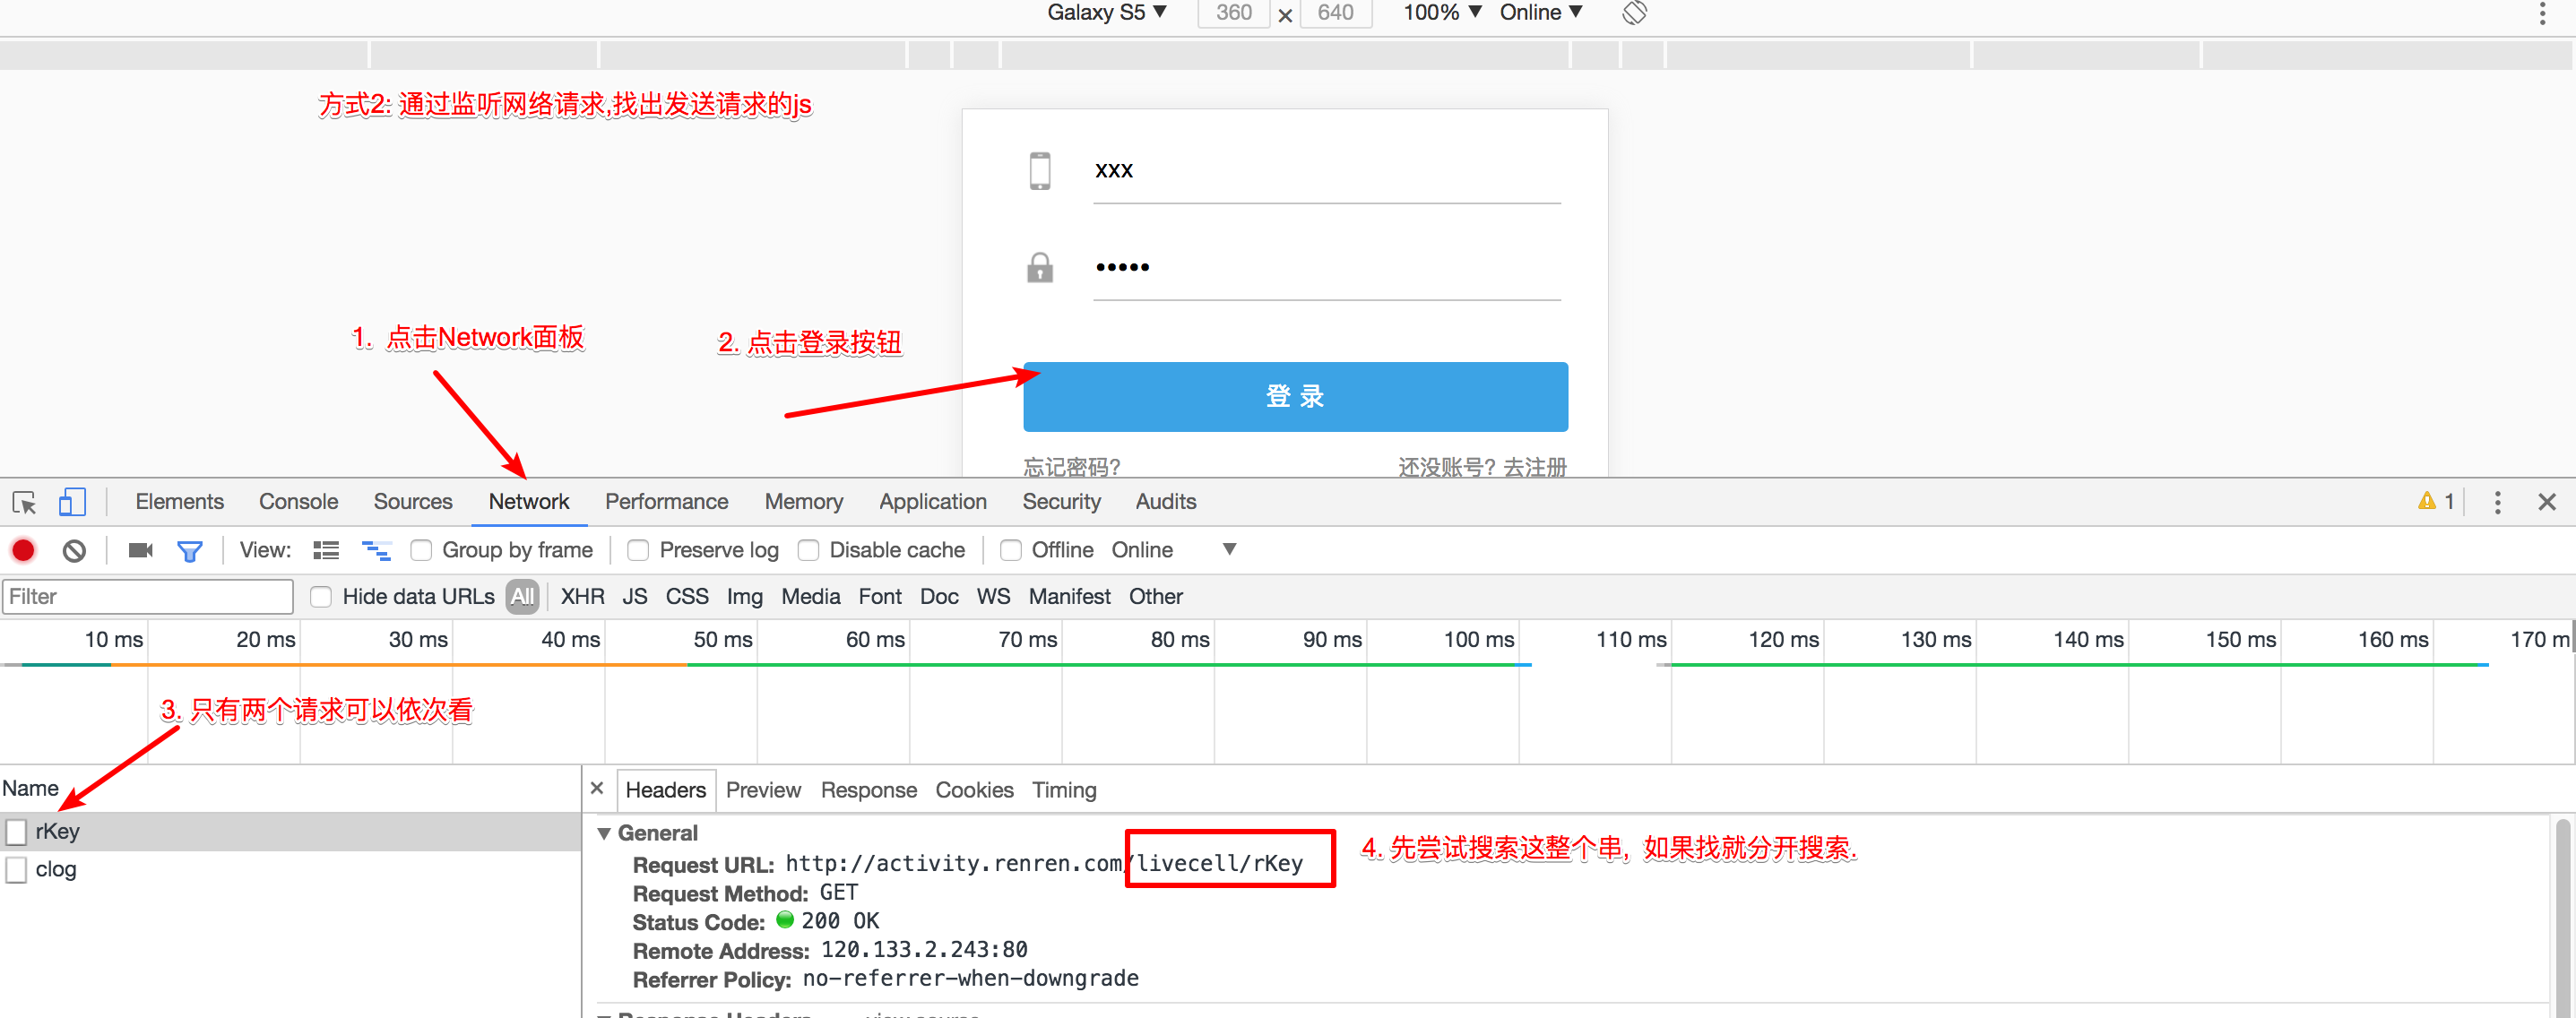 Galaxy S5 ▼ 360 × 640 100% ▼ Online ▼
方式2: 通过监听网络请求,找出发送请求的js
xxx
•••••
1. 点击Network面板
2. 点击登录按钮
登 录
忘记密码? 还没账号? 去注册
Elements Console Sources Network Performance Memory Application Security Audits 1
View: Group by frame Preserve log Disable cache Offline Online ▼
Filter Hide data URLs All XHR JS CSS Img Media Font Doc WS Manifest Other
10 ms 20 ms 30 ms 40 ms 50 ms 60 ms 70 ms 80 ms 90 ms 100 ms 110 ms 120 ms 130 ms 140 ms 150 ms 160 ms 170 m
3. 只有两个请求可以依次看
Name
× Headers Preview Response Cookies Timing
rKey
clog
▼ General
Request URL: http://activity.renren.com/livecell/rKey
4. 先尝试搜索这整个串, 如果找就分开搜索.
Request Method: GET
Status Code: 200 OK
Remote Address: 120.133.2.243:80
Referrer Policy: no-referrer-when-downgrade
Response Headers view source